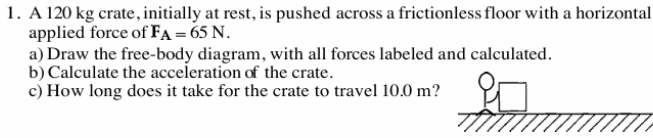 1. A 120 kg crate, initially at rest, is pushed across a frictionless floor with a horizontal
applied force of FA = 65 N.
a) Draw the free-body diagram, with all forces labeled and calculated.
b) Calculate the acceleration of the crate.
c) How long does it take for the crate to travel 10.0 m?